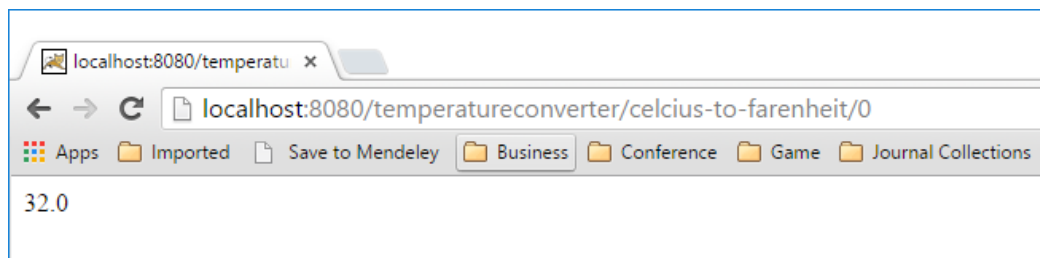 localhost:8080/temperatu
localhost:8080/temperatureconverter/celcius-to-farenheit/0
Apps Imported Save to Mendeley Business Conference Game Journal Collections
32.0